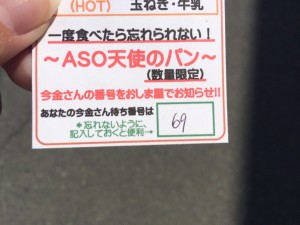 (HOT) 玉ねぎ・牛乳
一度食べたら忘れられない！
～ASO天使のパン～
(数量限定)
今金さんの番号をおしま屋でお知らせ!!
あなたの今金さん待ち番号は
69
＊忘れないように、
記入しておくと便利→